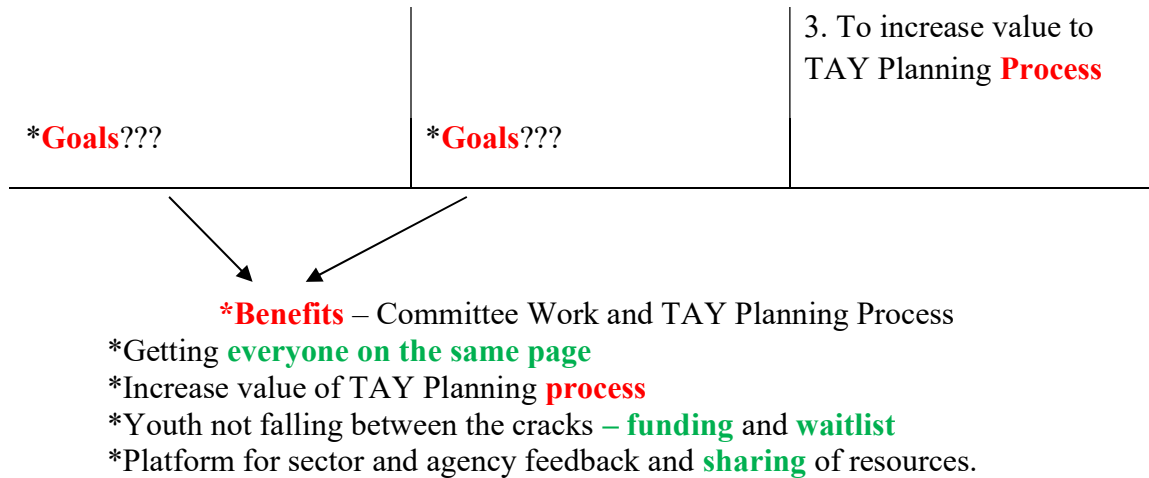 3. To increase value to
TAY Planning Process
*Goals???
*Goals???
*Benefits – Committee Work and TAY Planning Process
*Getting everyone on the same page
*Increase value of TAY Planning process
*Youth not falling between the cracks – funding and waitlist
*Platform for sector and agency feedback and sharing of resources.